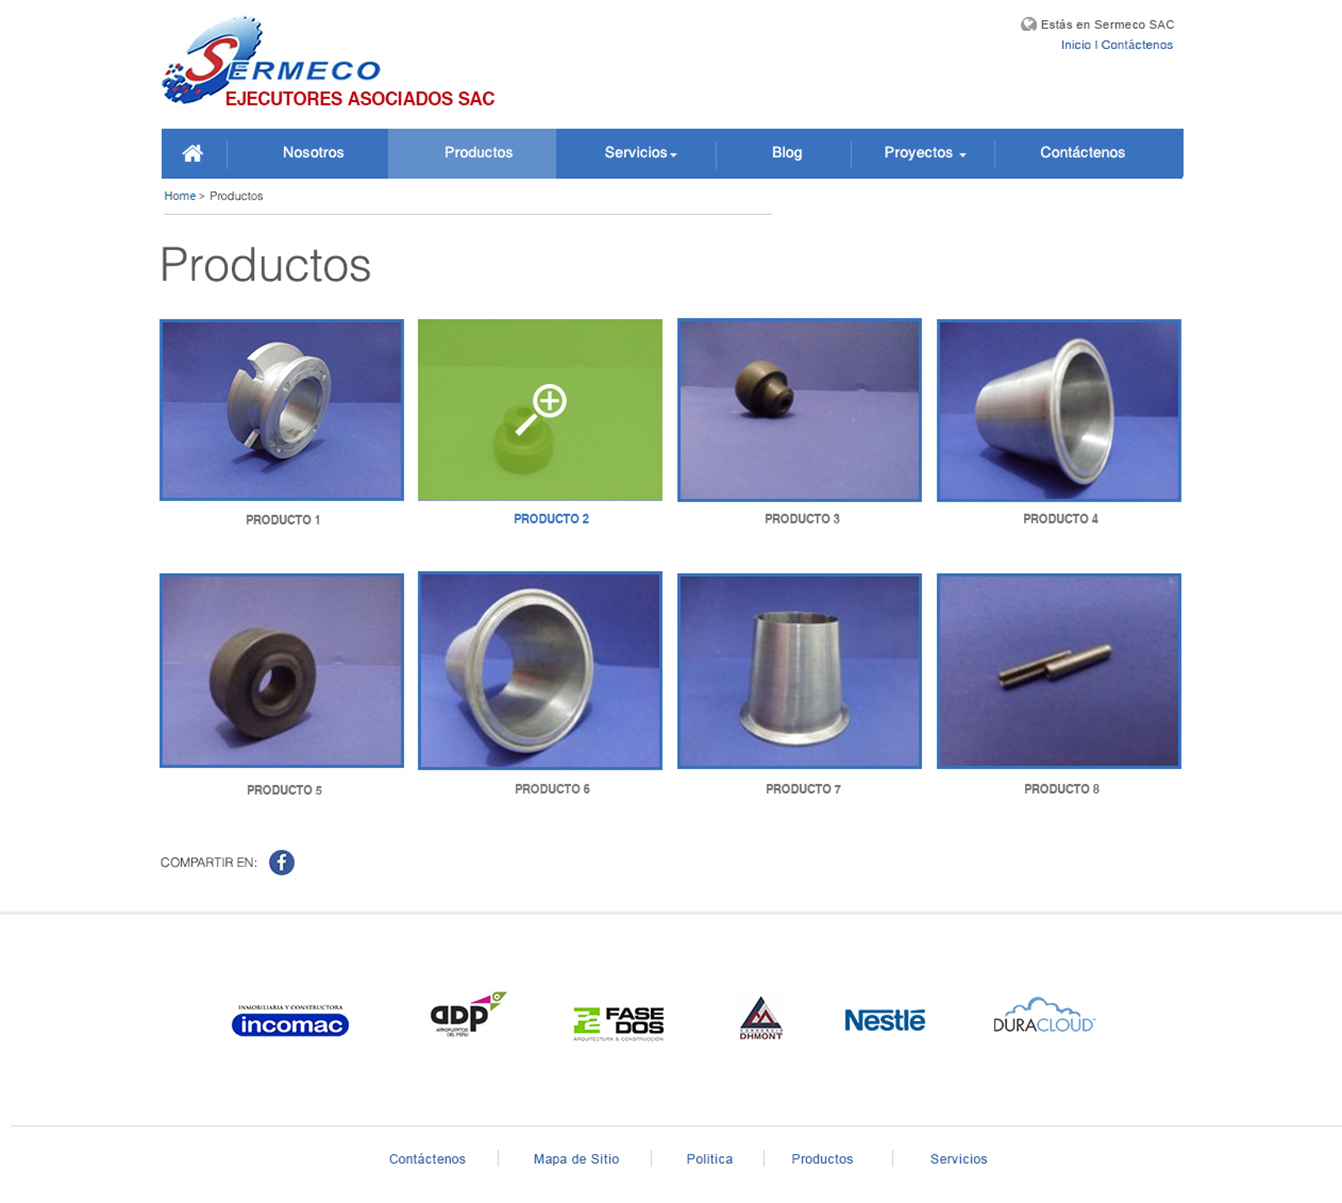 SERMECO
EJECUTORES ASOCIADOS SAC
Estás en Sermeco SAC
Inicio | Contáctenos
Nosotros Productos Servicios Blog Proyectos Contáctenos
Home > Productos
Productos
PRODUCTO 1 PRODUCTO 2 PRODUCTO 3 PRODUCTO 4
PRODUCTO 5 PRODUCTO 6 PRODUCTO 7 PRODUCTO 8
COMPARTIR EN:
INMOBILIARIA Y CONSTRUCTORA
incomac
ADP
AEROPUERTOS
DEL PERU
FASE
DOS
ARQUITECTURA & CONSTRUCCIÓN
CONSORCIO
DHMONT
Nestlé
DURACLOUD™
Contáctenos Mapa de Sitio Politica Productos Servicios